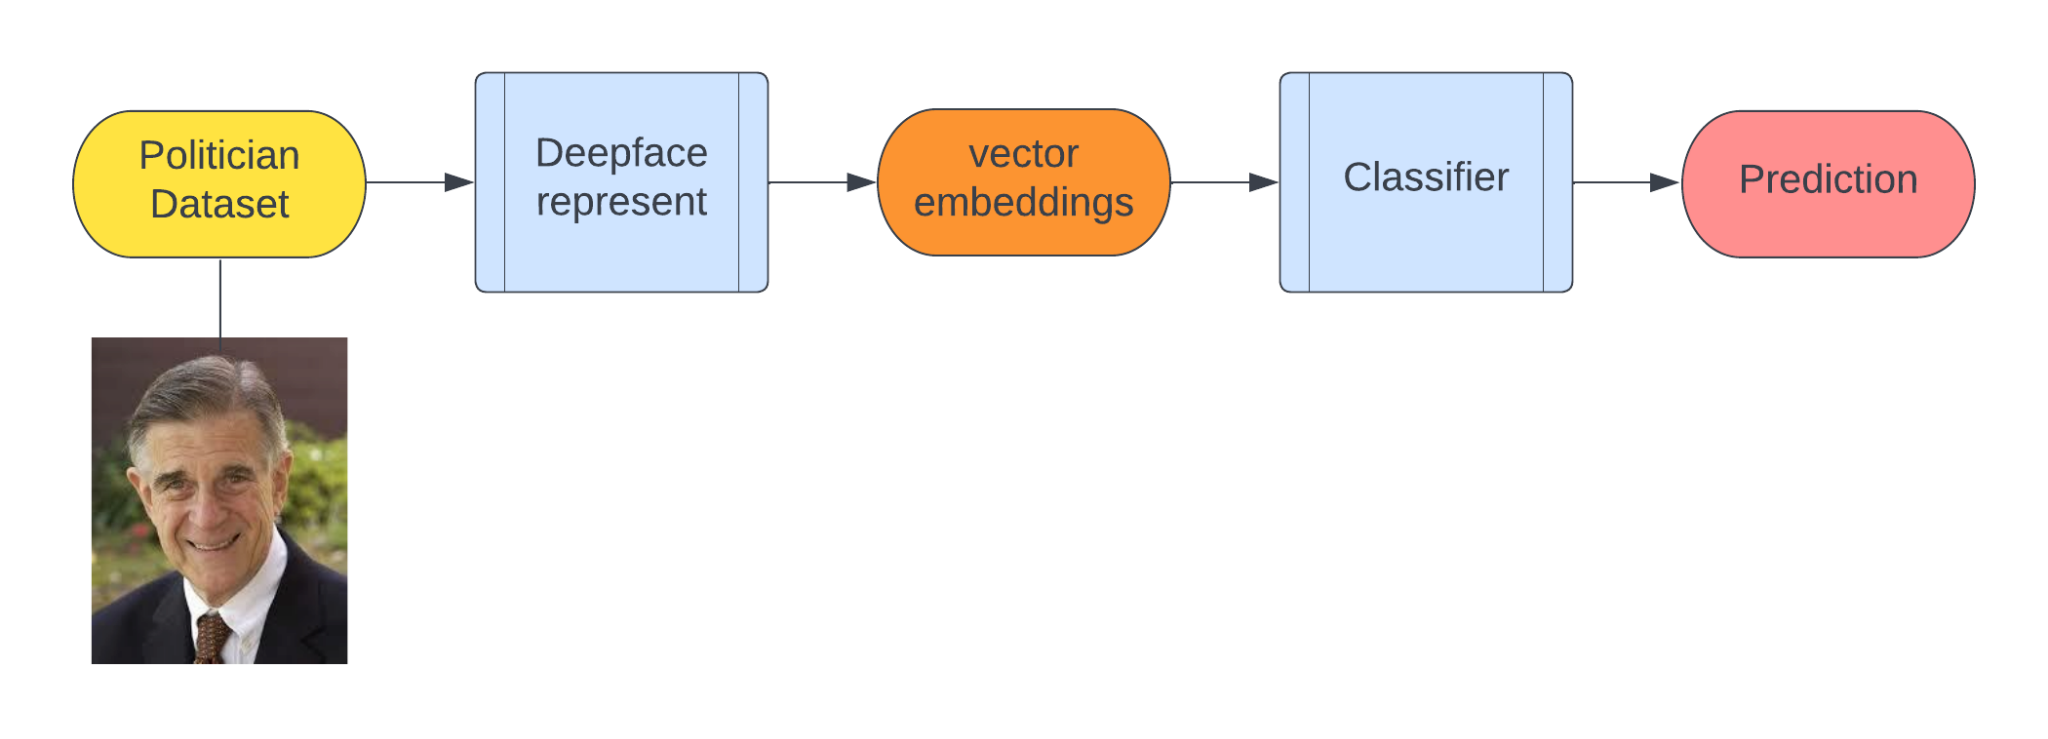 Politician
Dataset
Deepface
represent
vector
embeddings
Classifier
Prediction